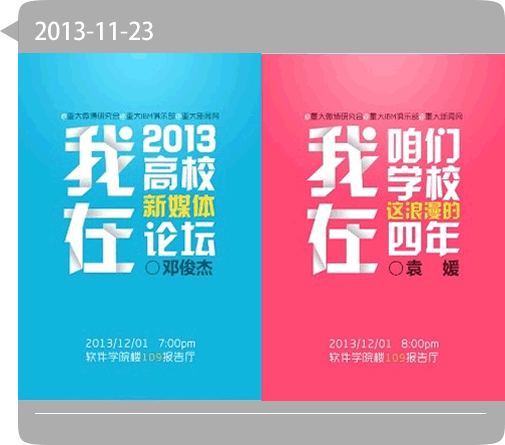 2013-11-23
@重大微博研究会@重大IBM俱乐部@重大新闻网
我在
2013
高校
新媒体
论坛
○邓俊杰
2013/12/01 7:00pm
软件学院楼109报告厅
@重大微博研究会@重大IBM俱乐部@重大新闻网
我在
咱们
学校
这浪漫的
四年
○袁 媛
2013/12/01 8:00pm
软件学院楼109报告厅